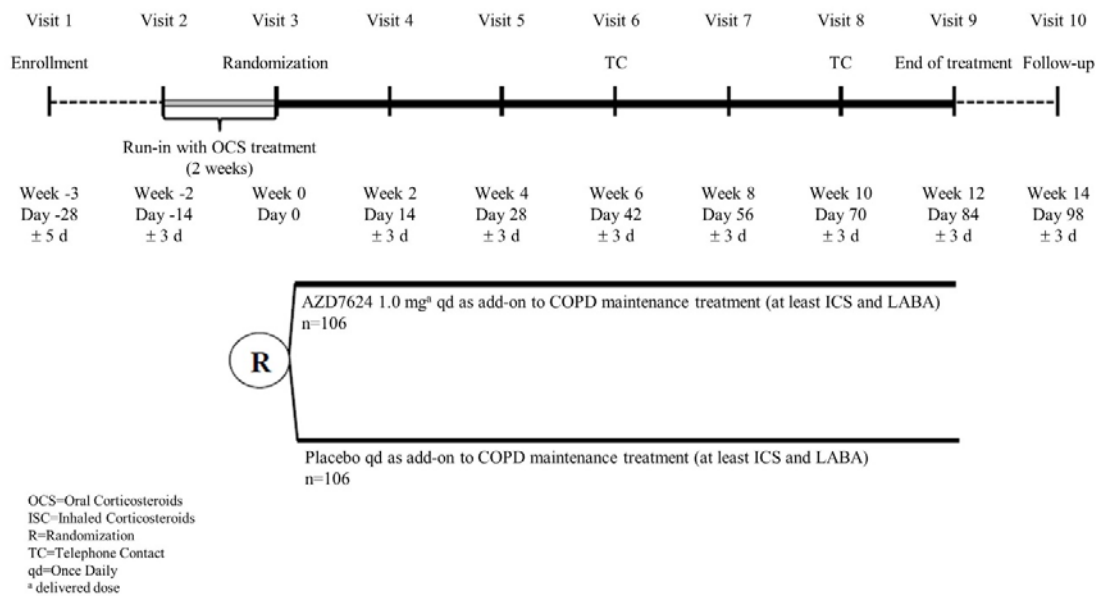 Visit 1 Visit 2 Visit 3 Visit 4 Visit 5 Visit 6 Visit 7 Visit 8 Visit 9 Visit 10
Enrollment Randomization TC TC End of treatment Follow-up
Run-in with OCS treatment
(2 weeks)
Week -3 Week -2 Week 0 Week 2 Week 4 Week 6 Week 8 Week 10 Week 12 Week 14
Day -28 Day -14 Day 0 Day 14 Day 28 Day 42 Day 56 Day 70 Day 84 Day 98
± 5 d ± 3 d ± 3 d ± 3 d ± 3 d ± 3 d ± 3 d ± 3 d ± 3 d
AZD7624 1.0 mgᵃ qd as add-on to COPD maintenance treatment (at least ICS and LABA)
n=106
R
Placebo qd as add-on to COPD maintenance treatment (at least ICS and LABA)
n=106
OCS=Oral Corticosteroids
ISC=Inhaled Corticosteroids
R=Randomization
TC=Telephone Contact
qd=Once Daily
ᵃ delivered dose